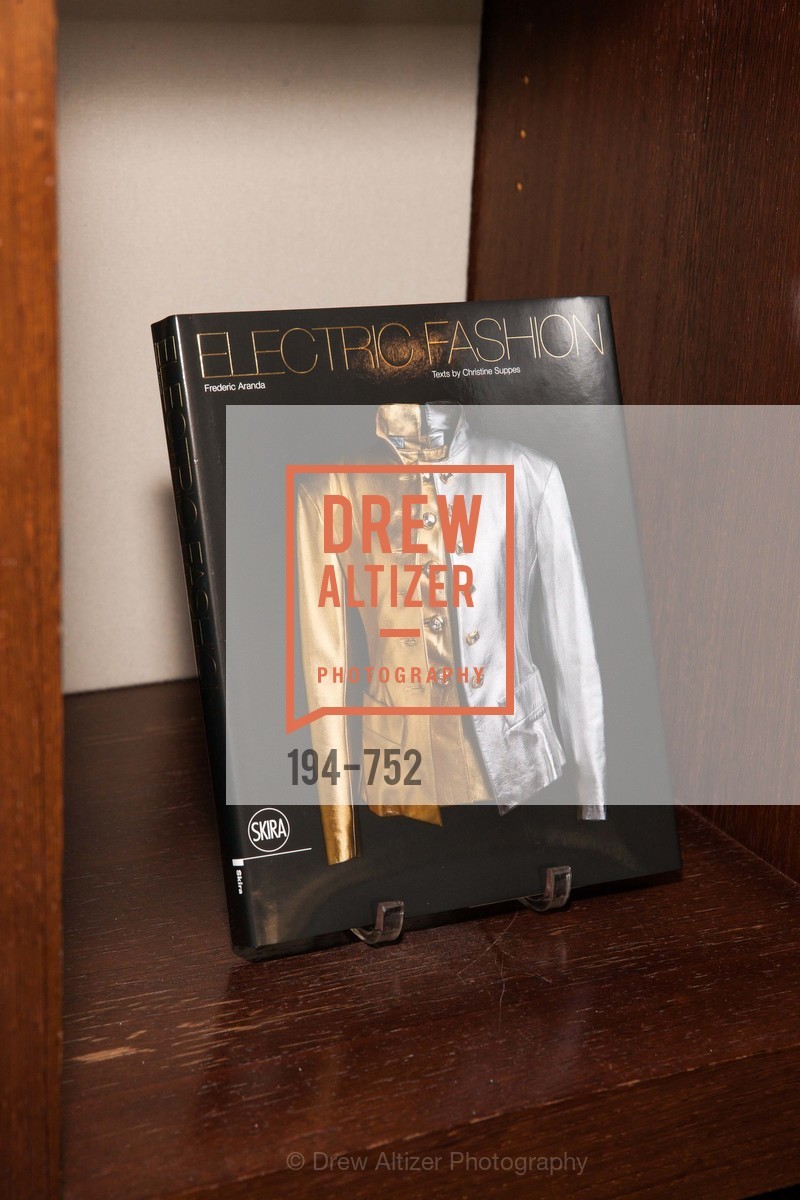 ELECTRIC FASHION
Frederic Aranda
Texts by Christine Suppes
DREW
ALTIZER
PHOTOGRAPHY
194-752
SKIRA
Skira
© Drew Altizer Photography